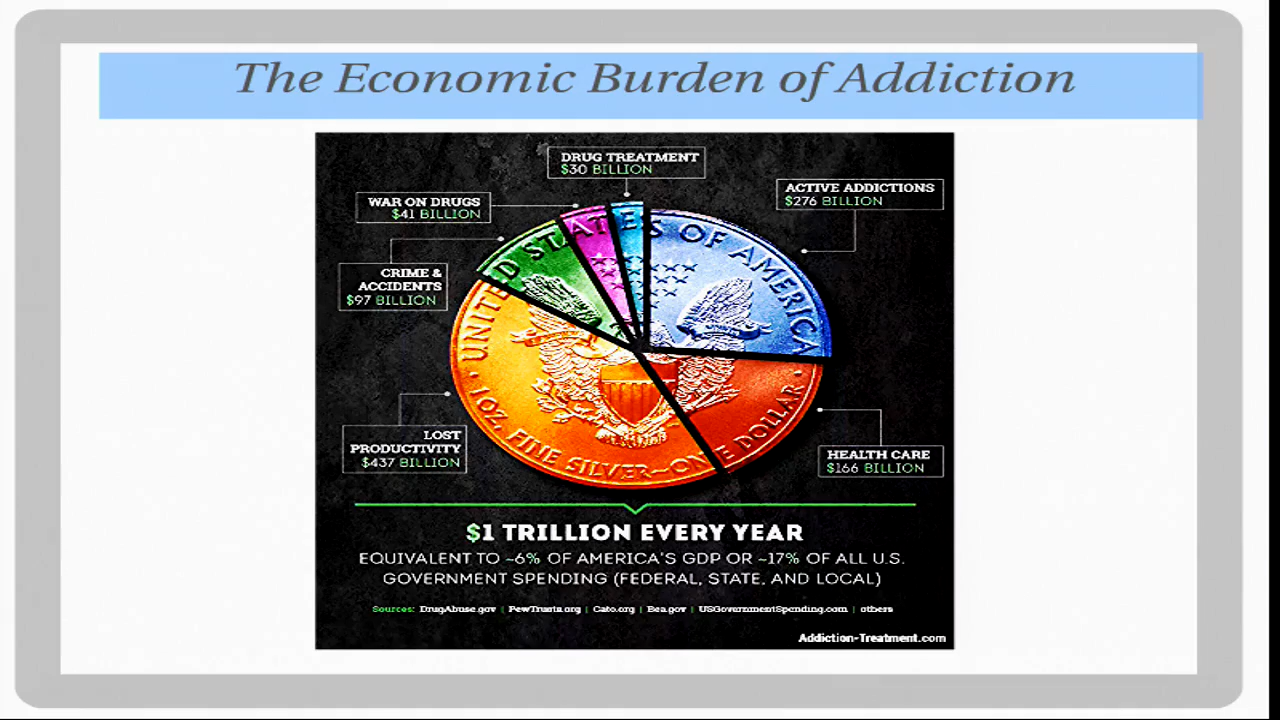 The Economic Burden of Addiction
DRUG TREATMENT
$30 BILLION
ACTIVE ADDICTIONS
$276 BILLION
WAR ON DRUGS
$41 BILLION
CRIME &
ACCIDENTS
$97 BILLION
UNITED STATES OF AMERICA
1 OZ. FINE SILVER~ONE DOLLAR
LOST
PRODUCTIVITY
$437 BILLION
HEALTH CARE
$166 BILLION
$1 TRILLION EVERY YEAR
EQUIVALENT TO ~6% OF AMERICA'S GDP OR ~17% OF ALL U.S.
GOVERNMENT SPENDING (FEDERAL, STATE, AND LOCAL)
Sources: DrugAbuse.gov | PewTrusts.org | Cato.org | Bea.gov | USGovernmentSpending.com | others
Addiction-Treatment.com